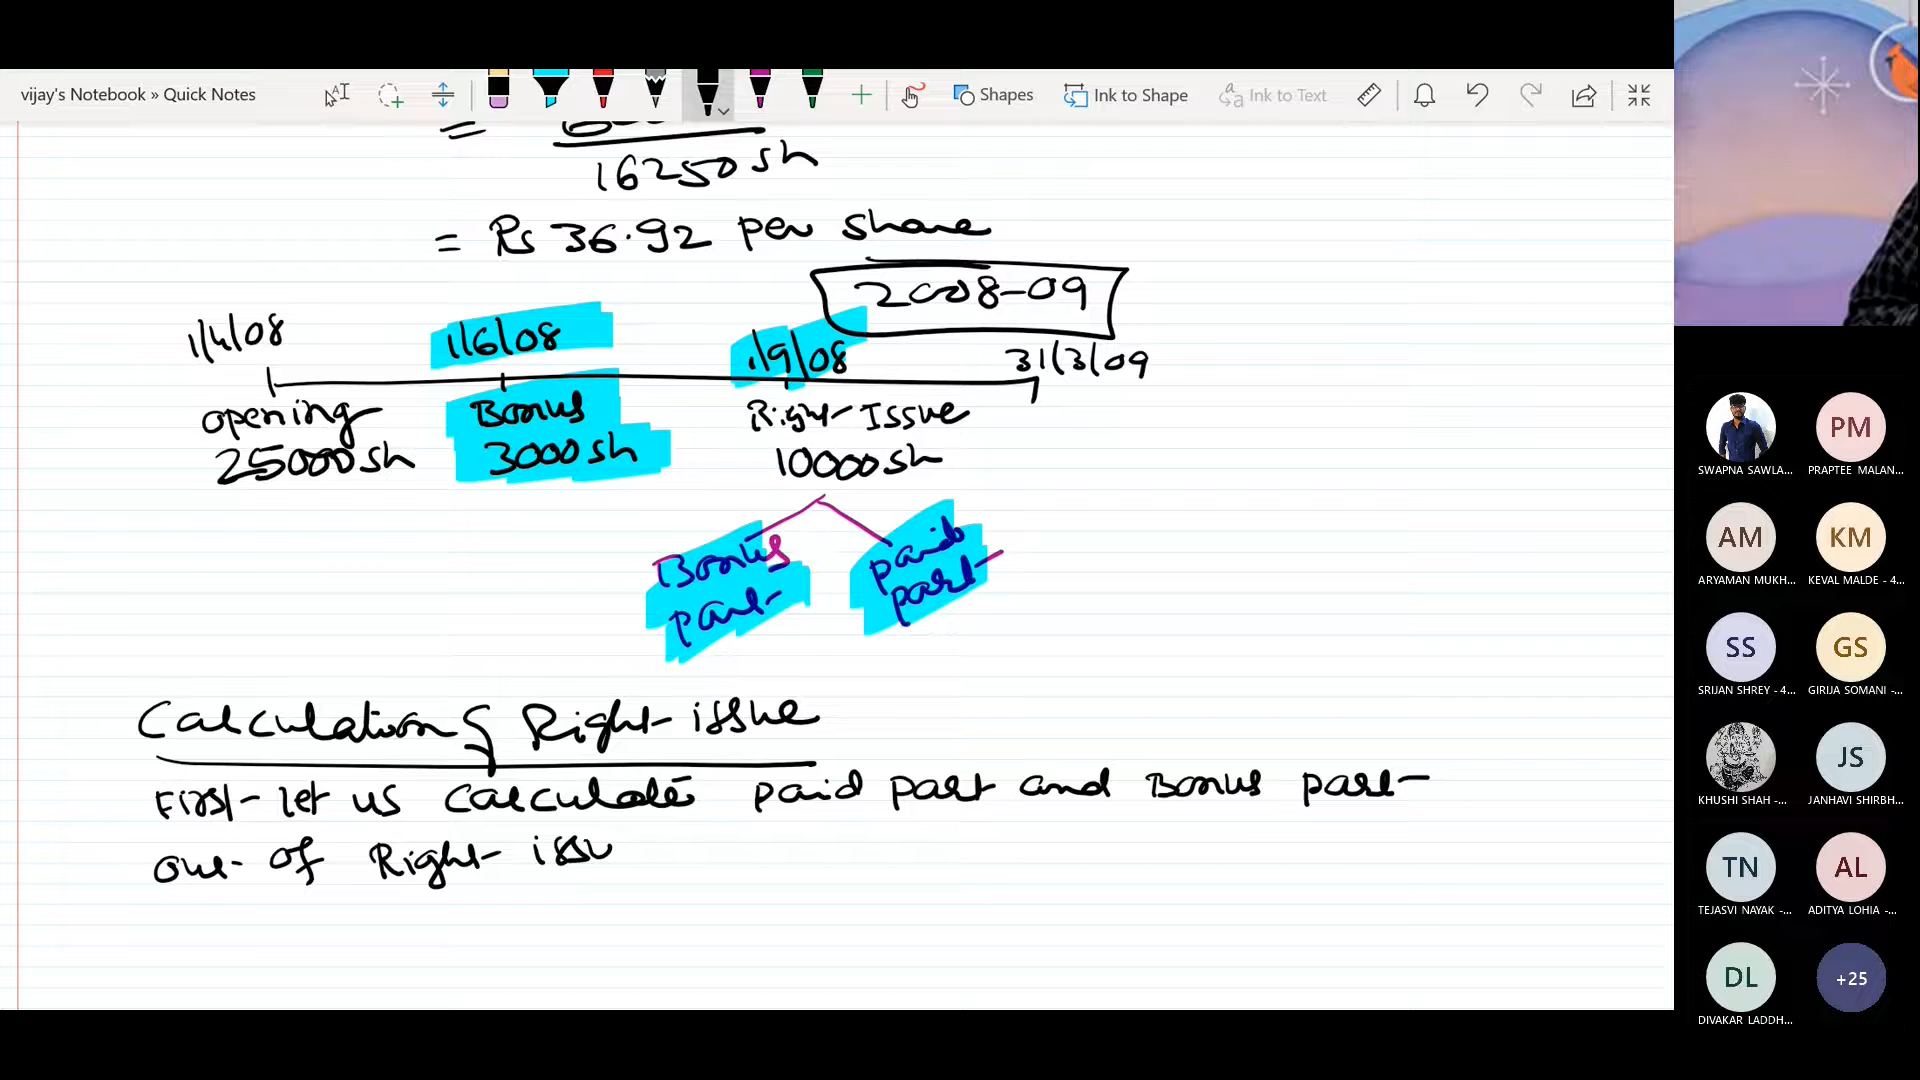 vijay's Notebook » Quick Notes
Shapes
Ink to Shape
Ink to Text
=
16250 sh
= Rs 36.92 per share
2008-09
1/4/08
1/6/08
1/9/08
31/3/09
opening
25000 sh
Bonus
3000 sh
Right Issue
10000 sh
Bonus
part
paid
part
Calculation of Right issue
First let us calculate paid part and Bonus part
out of Right issu
SWAPNA SAWLA...
PM
PRAPTEE MALAN...
AM
ARYAMAN MUKH...
KM
KEVAL MALDE - 4...
SS
SRIJAN SHREY - 4...
GS
GIRIJA SOMANI -...
KHUSHI SHAH -...
JS
JANHAVI SHIRBH...
TN
TEJASVI NAYAK -...
AL
ADITYA LOHIA -...
DL
DIVAKAR LADDH...
+25